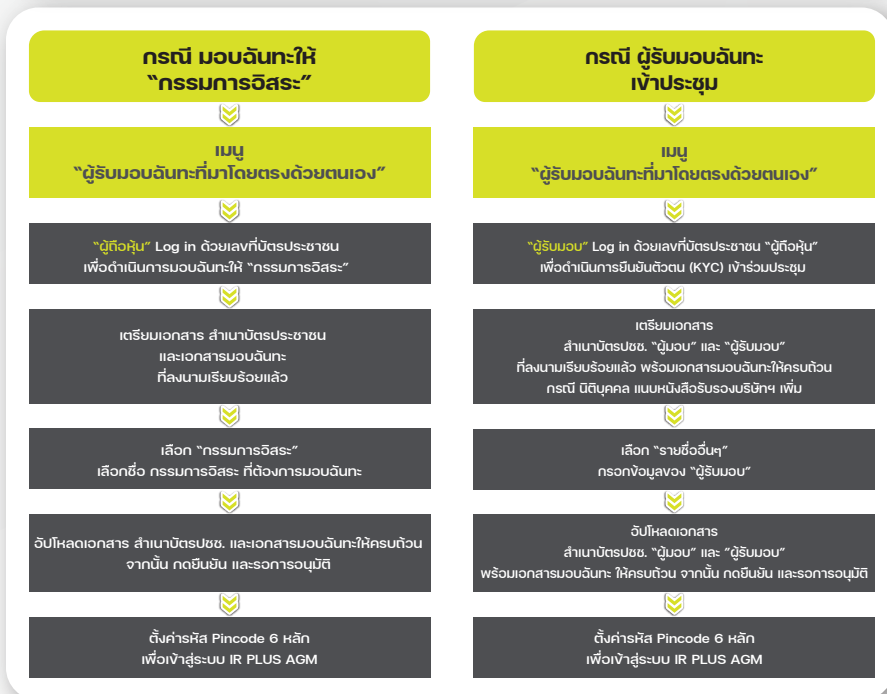 กรณี มอบฉันทะให้
“กรรมการอิสระ”
เมนู
“ผู้รับมอบฉันทะที่มาโดยตรงด้วยตนเอง”
“ผู้ถือหุ้น” Log in ด้วยเลขที่บัตรประชาชน
เพื่อดำเนินการมอบฉันทะให้ “กรรมการอิสระ”
เตรียมเอกสาร สำเนาบัตรประชาชน
และเอกสารมอบฉันทะ
ที่ลงนามเรียบร้อยแล้ว
เลือก “กรรมการอิสระ”
เลือกชื่อ กรรมการอิสระ ที่ต้องการมอบฉันทะ
อัปโหลดเอกสาร สำเนาบัตรปชช. และเอกสารมอบฉันทะให้ครบถ้วน
จากนั้น กดยืนยัน และรอการอนุมัติ
ตั้งค่ารหัส Pincode 6 หลัก
เพื่อเข้าสู่ระบบ IR PLUS AGM
กรณี ผู้รับมอบฉันทะ
เข้าประชุม
เมนู
“ผู้รับมอบฉันทะที่มาโดยตรงด้วยตนเอง”
“ผู้รับมอบ” Log in ด้วยเลขที่บัตรประชาชน “ผู้ถือหุ้น”
เพื่อดำเนินการยืนยันตัวตน (KYC) เข้าร่วมประชุม
เตรียมเอกสาร
สำเนาบัตรปชช. “ผู้มอบ” และ “ผู้รับมอบ”
ที่ลงนามเรียบร้อยแล้ว พร้อมเอกสารมอบฉันทะให้ครบถ้วน
กรณี นิติบุคคล แนบหนังสือรับรองบริษัทฯ เพิ่ม
เลือก “รายชื่ออื่นๆ”
กรอกข้อมูลของ “ผู้รับมอบ”
อัปโหลดเอกสาร
สำเนาบัตรปชช. “ผู้มอบ” และ “ผู้รับมอบ”
พร้อมเอกสารมอบฉันทะ ให้ครบถ้วน จากนั้น กดยืนยัน และรอการอนุมัติ
ตั้งค่ารหัส Pincode 6 หลัก
เพื่อเข้าสู่ระบบ IR PLUS AGM